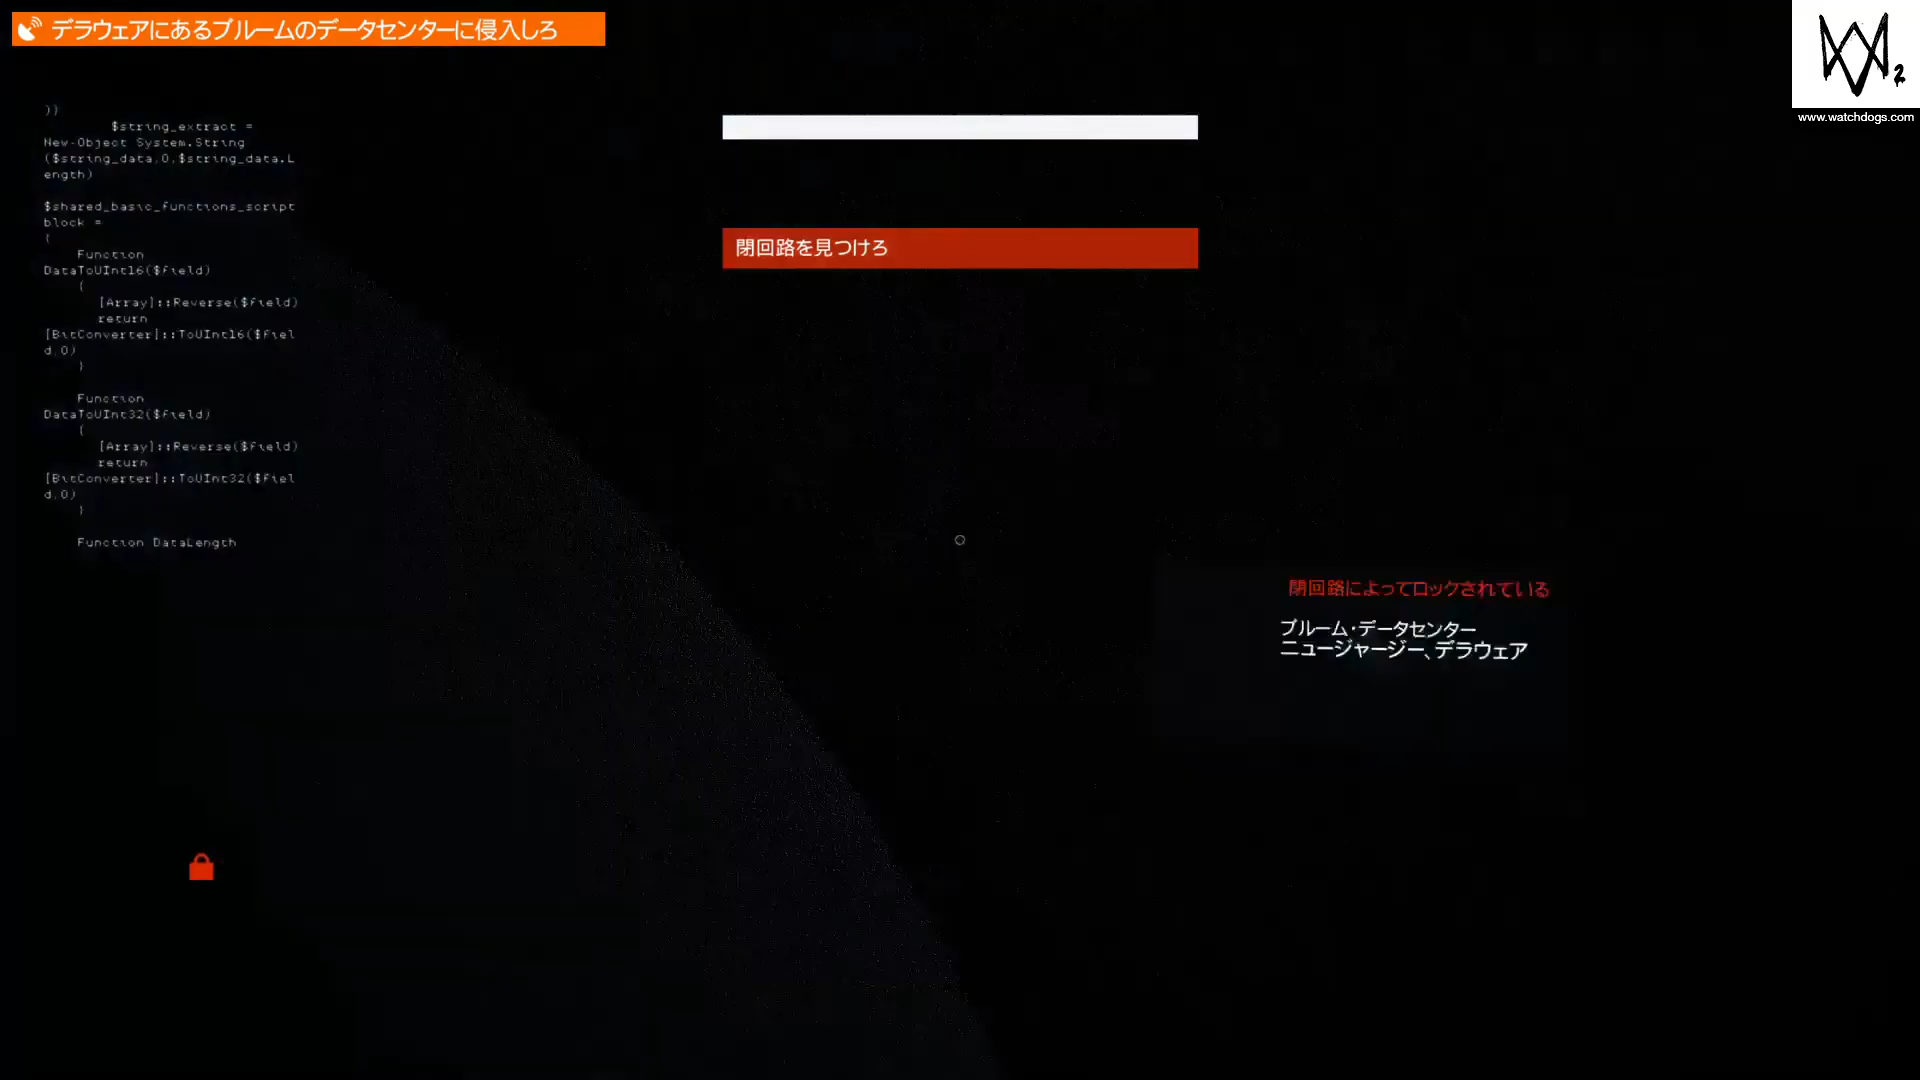 デラウェアにあるブルームのデータセンターに侵入しろ
2
www.watchdogs.com
))
$string_extract =
New-Object System.String
($string_data,0,$string_data.L
ength)
$shared_basic_functions_script
block =
{
Function
DataToUInt16($field)
{
[Array]::Reverse($field)
return
[BitConverter]::ToUInt16($fiel
d,0)
}
Function
DataToUInt32($field)
{
[Array]::Reverse($field)
return
[BitConverter]::ToUInt32($fiel
d,0)
}
Function DataLength
閉回路を見つけろ
閉回路によってロックされている
ブルーム・データセンター
ニュージャージー、デラウェア